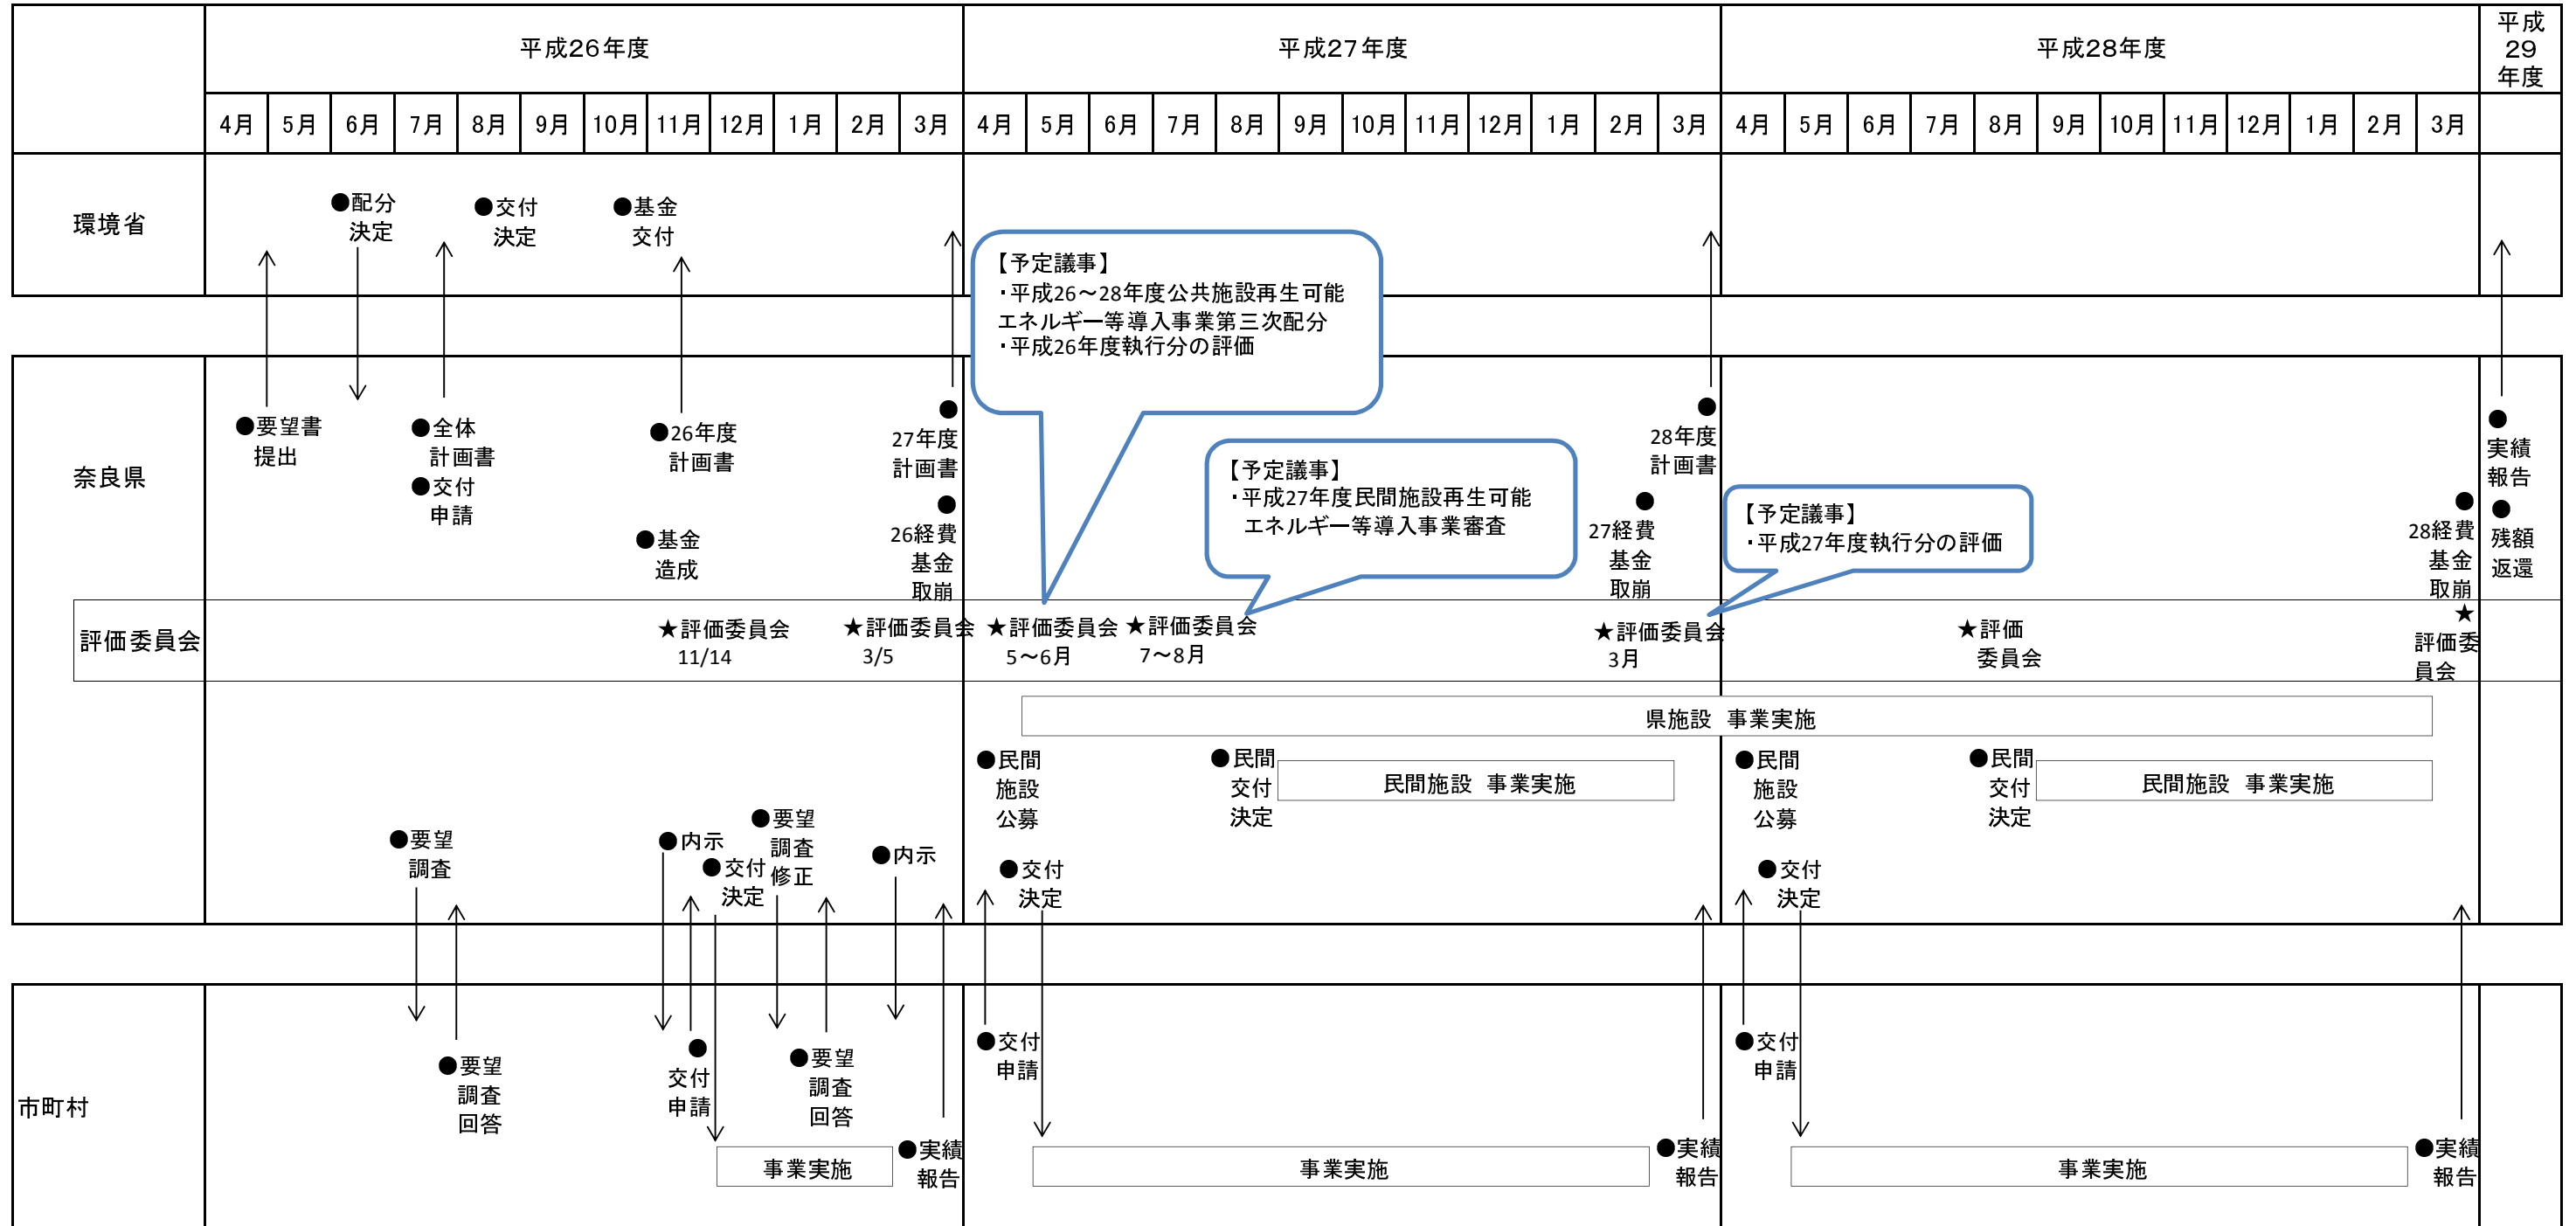 平成26年度
平成27年度
平成28年度
平成
29
年度
4月 5月 6月 7月 8月 9月 10月 11月 12月 1月 2月 3月 4月 5月 6月 7月 8月 9月 10月 11月 12月 1月 2月 3月 4月 5月 6月 7月 8月 9月 10月 11月 12月 1月 2月 3月
環境省
●配分
決定
●交付
決定
●基金
交付
【予定議事】
・平成26～28年度公共施設再生可能
エネルギー等導入事業第三次配分
・平成26年度執行分の評価
奈良県
●要望書
提出
●全体
計画書
●交付
申請
●26年度
計画書
●基金
造成
●
27年度
計画書
●
26経費
基金
取崩
【予定議事】
・平成27年度民間施設再生可能
エネルギー等導入事業審査
●
28年度
計画書
●
27経費
基金
取崩
【予定議事】
・平成27年度執行分の評価
●
28経費
基金
取崩
●
実績
報告
●
残額
返還
評価委員会
★評価委員会
11/14
★評価委員会
3/5
★評価委員会
5～6月
★評価委員会
7～8月
★評価委員会
3月
★評価
委員会
★
評価委
員会
県施設 事業実施
●民間
施設
公募
●民間
交付
決定
民間施設 事業実施
●民間
施設
公募
●民間
交付
決定
民間施設 事業実施
●要望
調査
●内示
●交付
決定
●要望
調査
修正
●内示
●交付
決定
●交付
決定
市町村
●要望
調査
回答
●
交付
申請
●要望
調査
回答
事業実施
●実績
報告
●交付
申請
事業実施
●実績
報告
●交付
申請
事業実施
●実績
報告